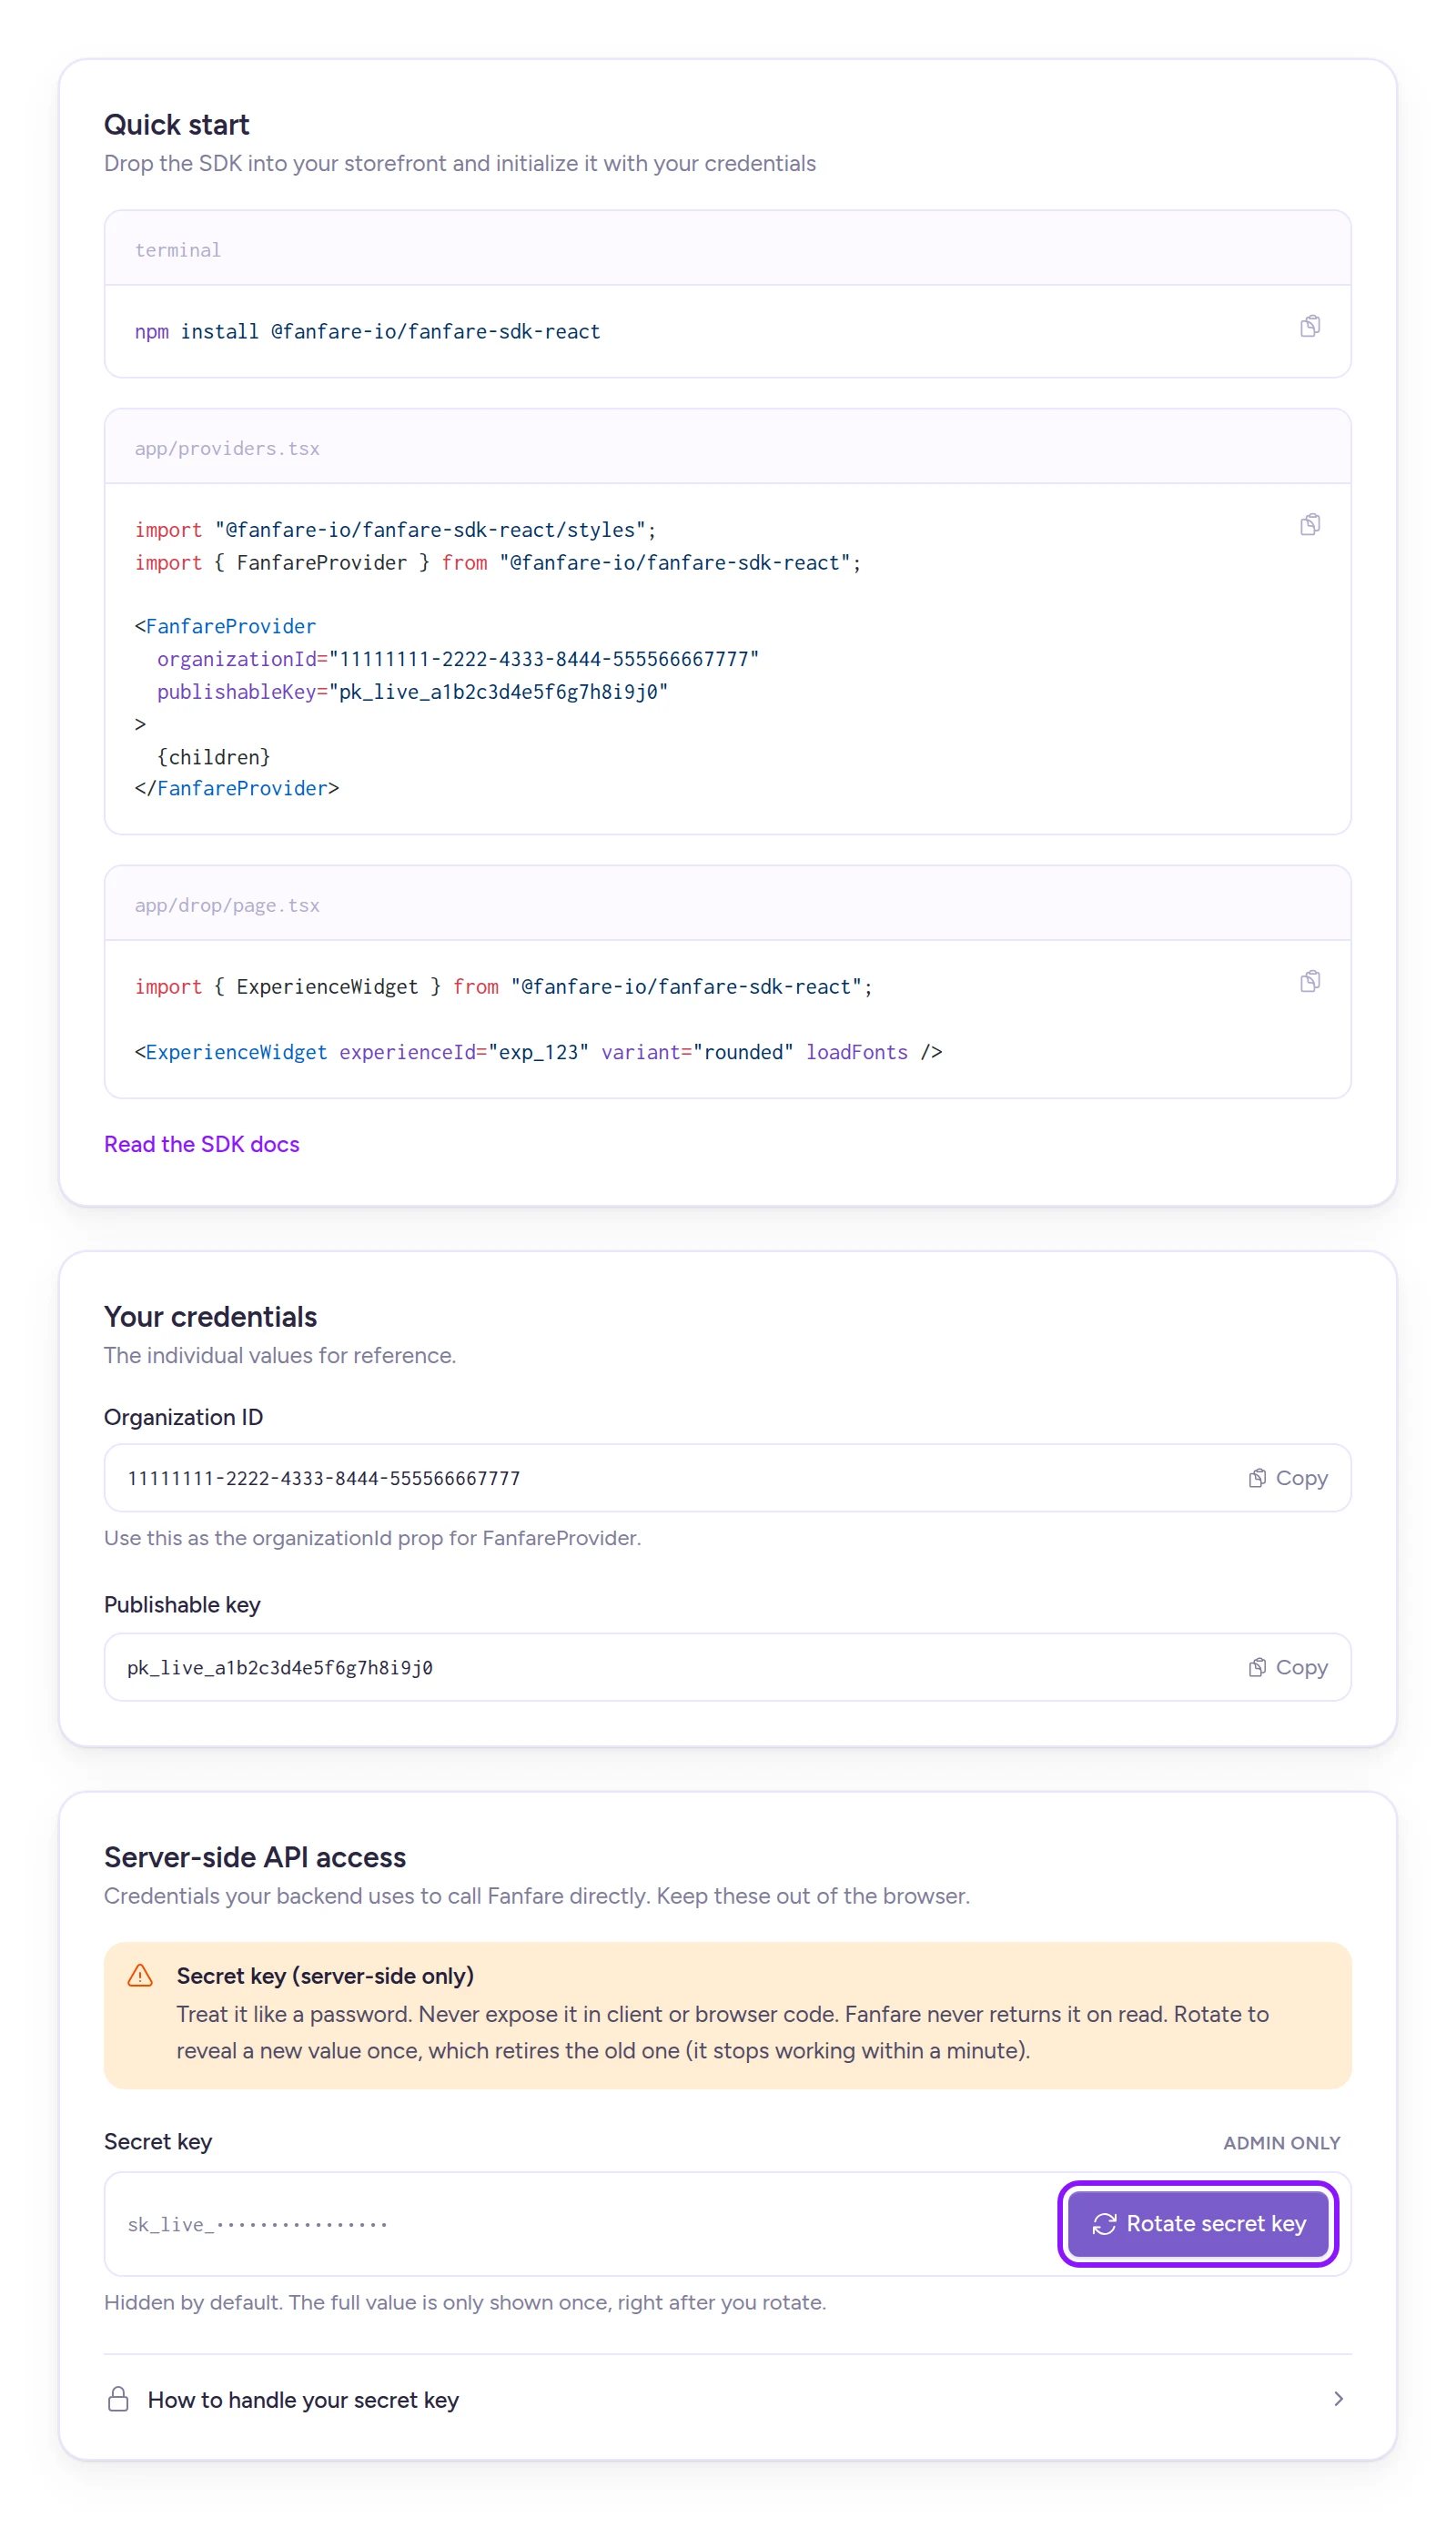 Quick start
Drop the SDK into your storefront and initialize it with your credentials
terminal
npm install @fanfare-io/fanfare-sdk-react
app/providers.tsx
import "@fanfare-io/fanfare-sdk-react/styles";
import { FanfareProvider } from "@fanfare-io/fanfare-sdk-react";
<FanfareProvider
  organizationId="11111111-2222-4333-8444-555566667777"
  publishableKey="pk_live_a1b2c3d4e5f6g7h8i9j0"
>
  {children}
</FanfareProvider>
app/drop/page.tsx
import { ExperienceWidget } from "@fanfare-io/fanfare-sdk-react";
<ExperienceWidget experienceId="exp_123" variant="rounded" loadFonts />
Read the SDK docs
Your credentials
The individual values for reference.
Organization ID
11111111-2222-4333-8444-555566667777 Copy
Use this as the organizationId prop for FanfareProvider.
Publishable key
pk_live_a1b2c3d4e5f6g7h8i9j0 Copy
Server-side API access
Credentials your backend uses to call Fanfare directly. Keep these out of the browser.
Secret key (server-side only)
Treat it like a password. Never expose it in client or browser code. Fanfare never returns it on read. Rotate to
reveal a new value once, which retires the old one (it stops working within a minute).
Secret key ADMIN ONLY
sk_live_•••••••••••••••• Rotate secret key
Hidden by default. The full value is only shown once, right after you rotate.
How to handle your secret key